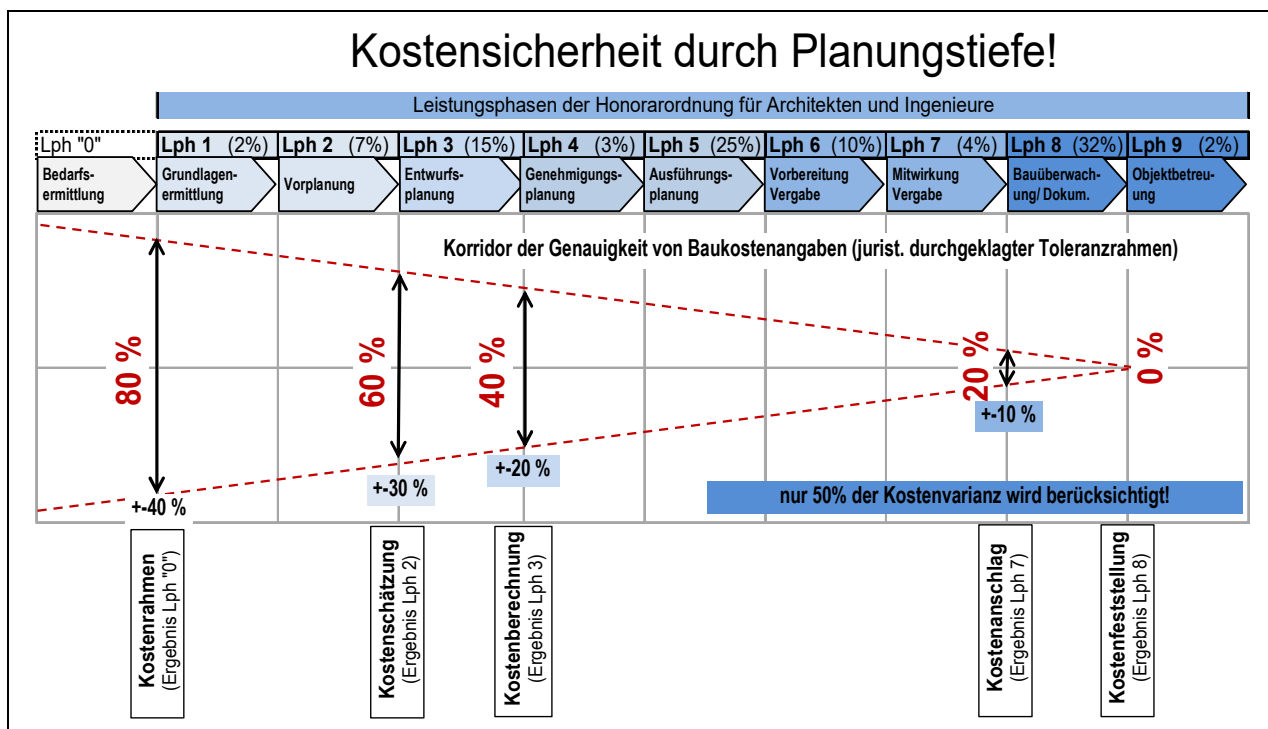 Kostensicherheit durch Planungstiefe!
Leistungsphasen der Honorarordnung für Architekten und Ingenieure
Lph "0"
Lph 1 (2%)
Lph 2 (7%)
Lph 3 (15%)
Lph 4 (3%)
Lph 5 (25%)
Lph 6 (10%)
Lph 7 (4%)
Lph 8 (32%)
Lph 9 (2%)
Bedarfs-
ermittlung
Grundlagen-
ermittlung
Vorplanung
Entwurfs-
planung
Genehmigungs-
planung
Ausführungs-
planung
Vorbereitung
Vergabe
Mitwirkung
Vergabe
Bauüberwach-
ung/ Dokum.
Objektbetreu-
ung
Korridor der Genauigkeit von Baukostenangaben (jurist. durchgeklagter Toleranzrahmen)
80 %
60 %
40 %
20 %
0 %
+-40 %
+-30 %
+-20 %
+-10 %
nur 50% der Kostenvarianz wird berücksichtigt!
Kostenrahmen
(Ergebnis Lph "0")
Kostenschätzung
(Ergebnis Lph 2)
Kostenberechnung
(Ergebnis Lph 3)
Kostenanschlag
(Ergebnis Lph 7)
Kostenfeststellung
(Ergebnis Lph 8)